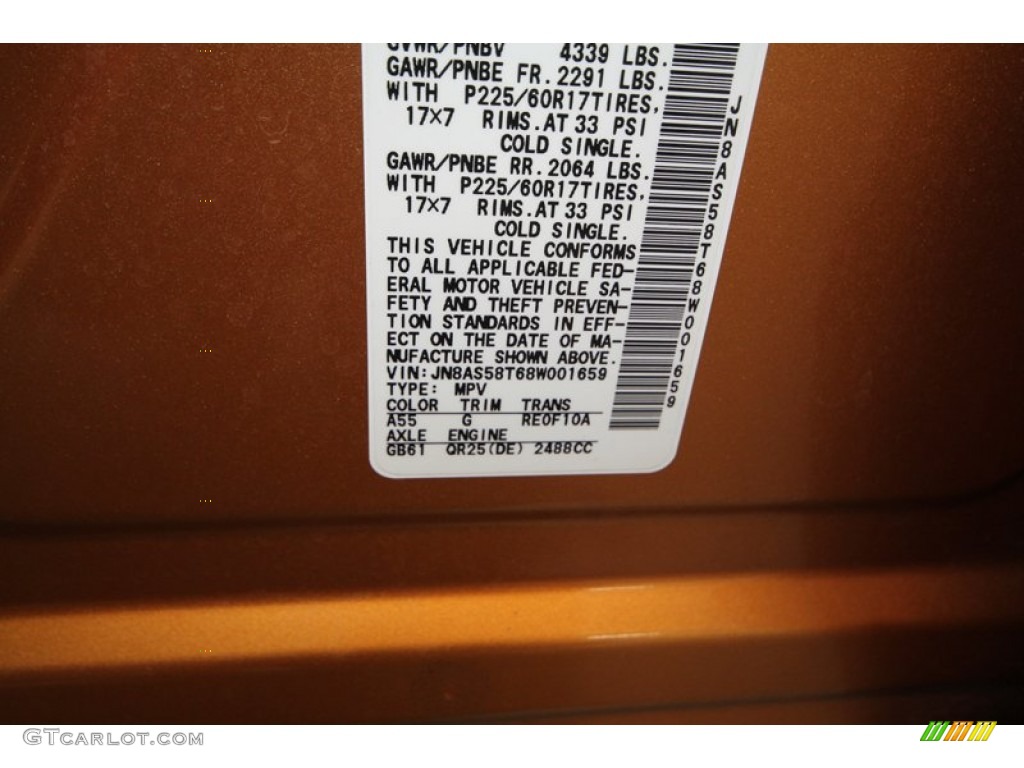 GVWR/PNBV 4339 LBS.
GAWR/PNBE FR. 2291 LBS.
WITH P225/60R17TIRES,
17×7 RIMS.AT 33 PSI
COLD SINGLE.
GAWR/PNBE RR. 2064 LBS.
WITH P225/60R17TIRES,
17×7 RIMS.AT 33 PSI
COLD SINGLE.
THIS VEHICLE CONFORMS
TO ALL APPLICABLE FED-
ERAL MOTOR VEHICLE SA-
FETY AND THEFT PREVEN-
TION STANDARDS IN EFF-
ECT ON THE DATE OF MA-
NUFACTURE SHOWN ABOVE.
VIN: JN8AS58T68W001659
TYPE: MPV
COLOR TRIM TRANS
A55 G RE0F10A
AXLE ENGINE
GB61 QR25(DE) 2488CC
JN8AS58T68W001659
GTCarlot.com